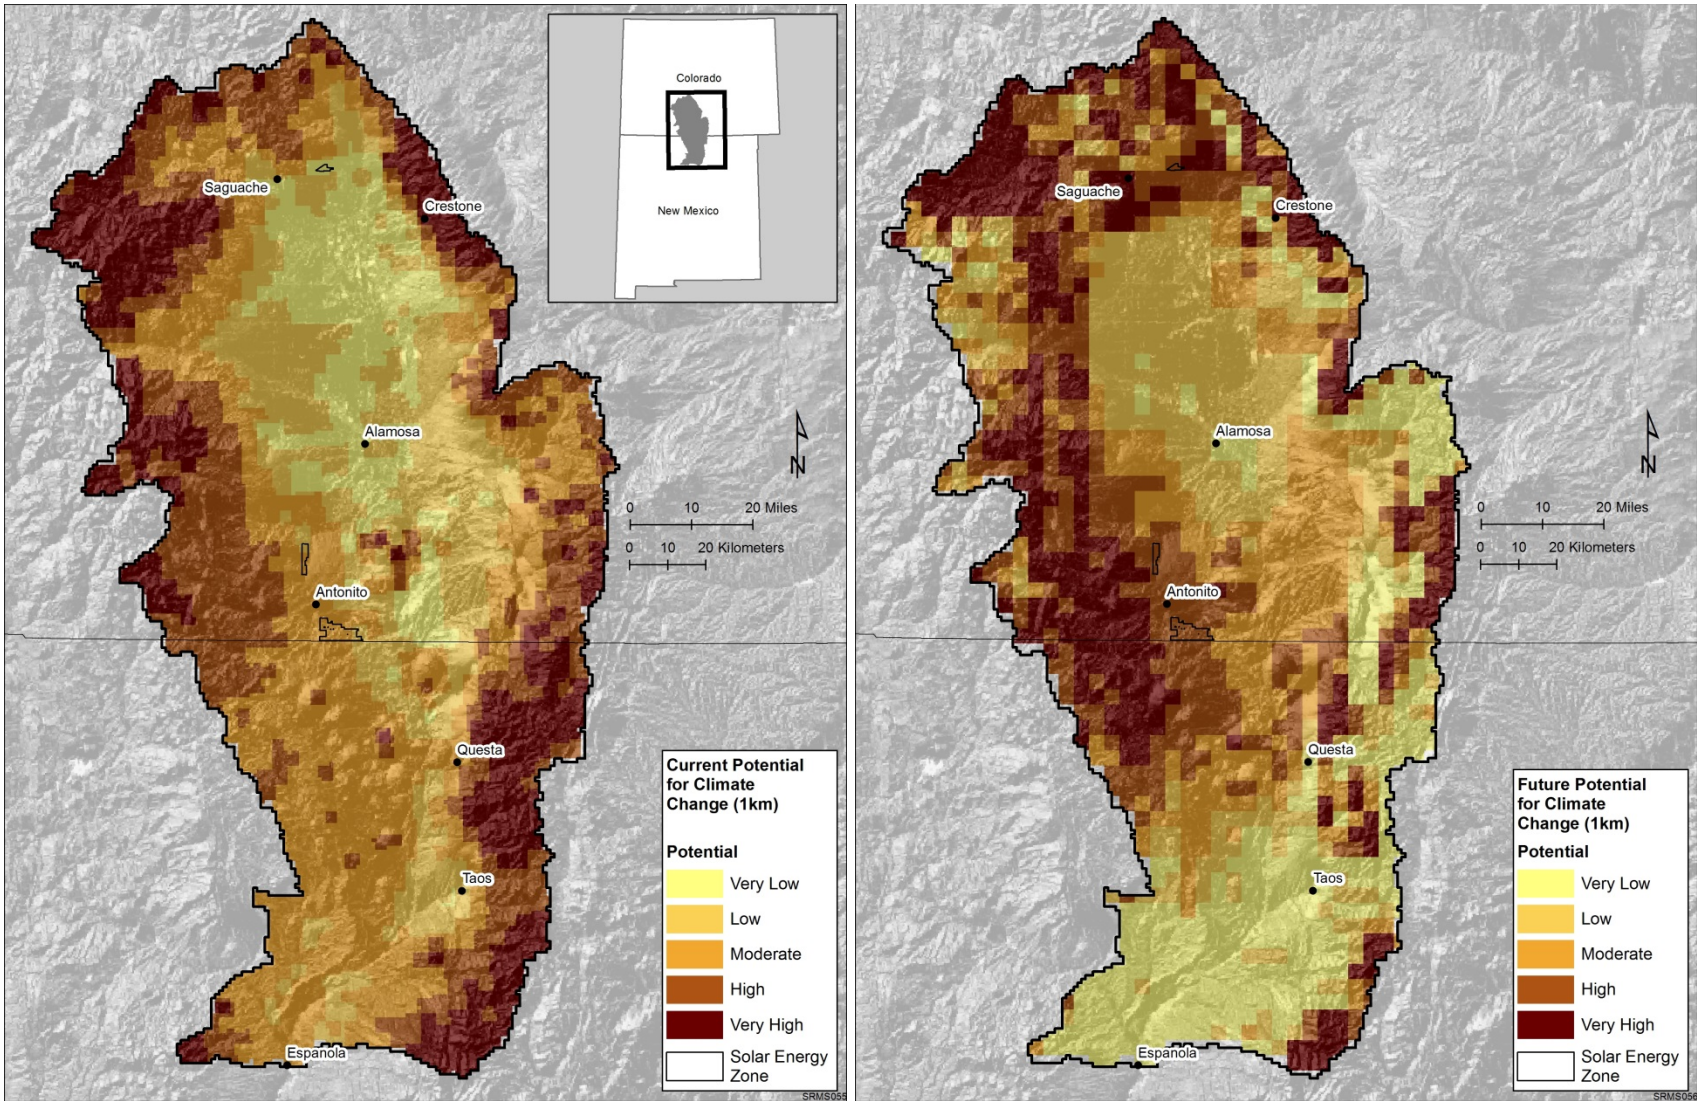 Colorado
New Mexico
Saguache
Crestone
Alamosa
N
0 10 20 Miles
0 10 20 Kilometers
Antonito
Questa
Taos
Espanola
Current Potential
for Climate
Change (1km)
Potential
Very Low
Low
Moderate
High
Very High
Solar Energy
Zone
SRMS055
Saguache
Crestone
Alamosa
N
0 10 20 Miles
0 10 20 Kilometers
Antonito
Questa
Taos
Espanola
Future Potential
for Climate
Change (1km)
Potential
Very Low
Low
Moderate
High
Very High
Solar Energy
Zone
SRMS056